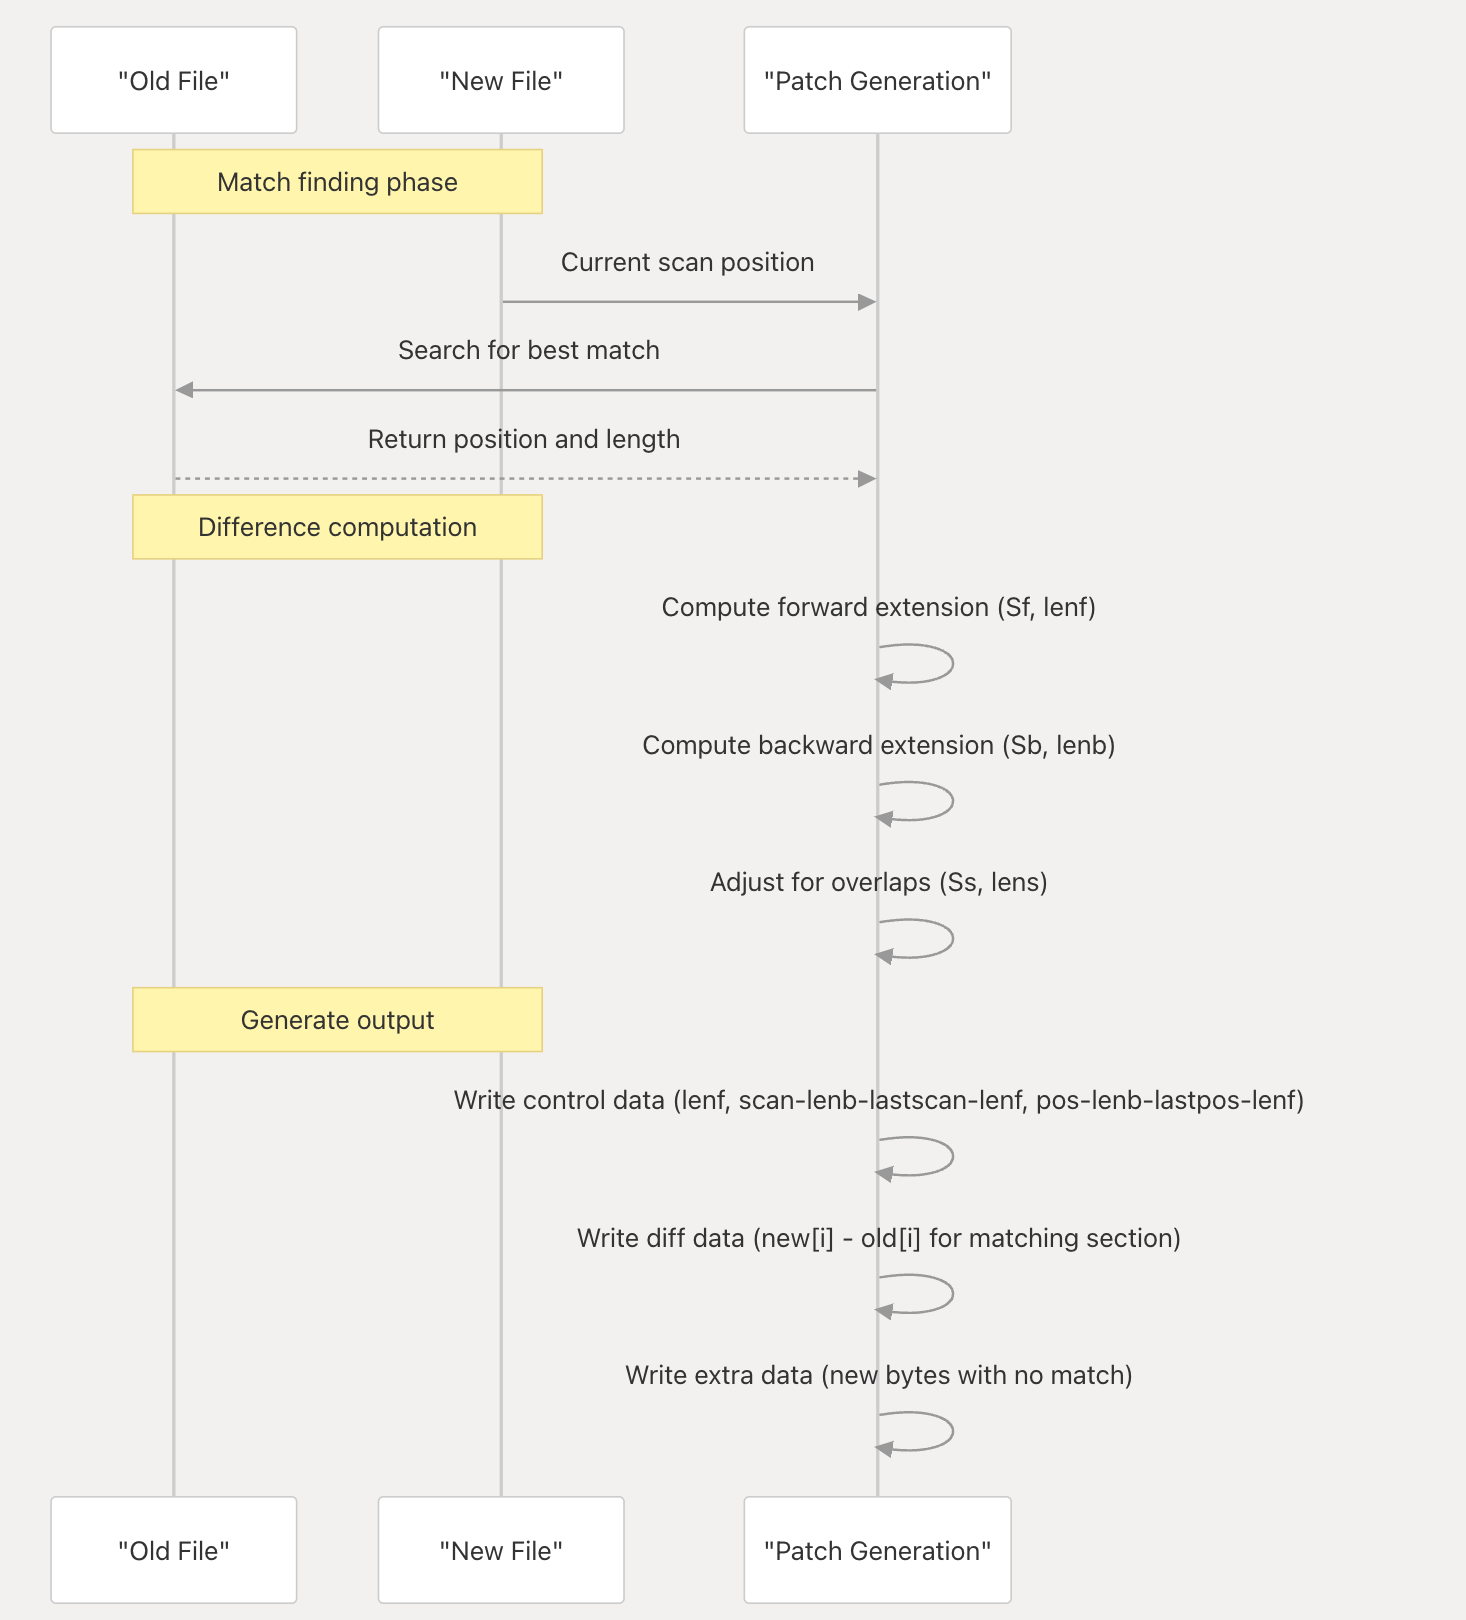 "Old File"
"New File"
"Patch Generation"
Match finding phase
Current scan position
Search for best match
Return position and length
Difference computation
Compute forward extension (Sf, lenf)
Compute backward extension (Sb, lenb)
Adjust for overlaps (Ss, lens)
Generate output
Write control data (lenf, scan-lenb-lastscan-lenf, pos-lenb-lastpos-lenf)
Write diff data (new[i] - old[i] for matching section)
Write extra data (new bytes with no match)
"Old File"
"New File"
"Patch Generation"